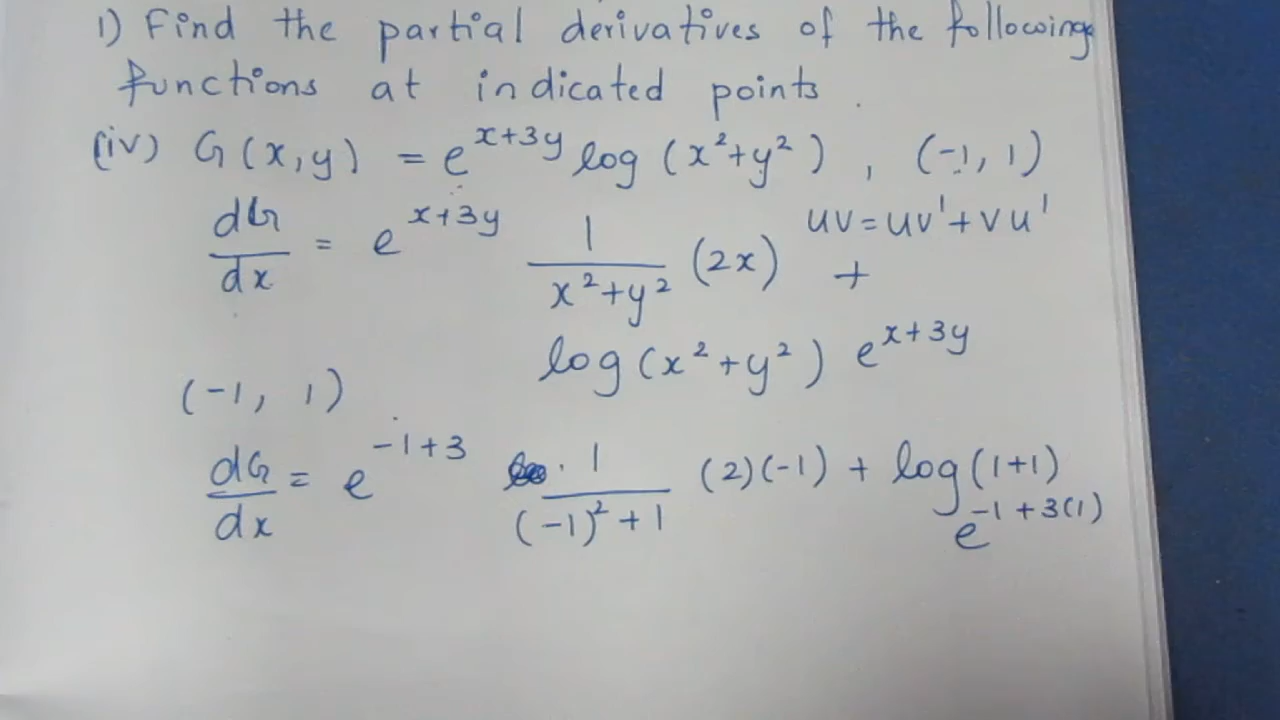 1) Find the partial derivatives of the following
functions at indicated points.
(iv) G(x,y) = e^{x+3y} log (x²+y²) , (-1, 1)
dG/dx = e^{x+3y} 1/(x²+y²) (2x) + uv = uv' + vu'
log (x²+y²) e^{x+3y}
(-1, 1)
dG/dx = e^{-1+3} · 1/((-1)²+1) (2)(-1) + log (1+1)
e^{-1+3(1)}